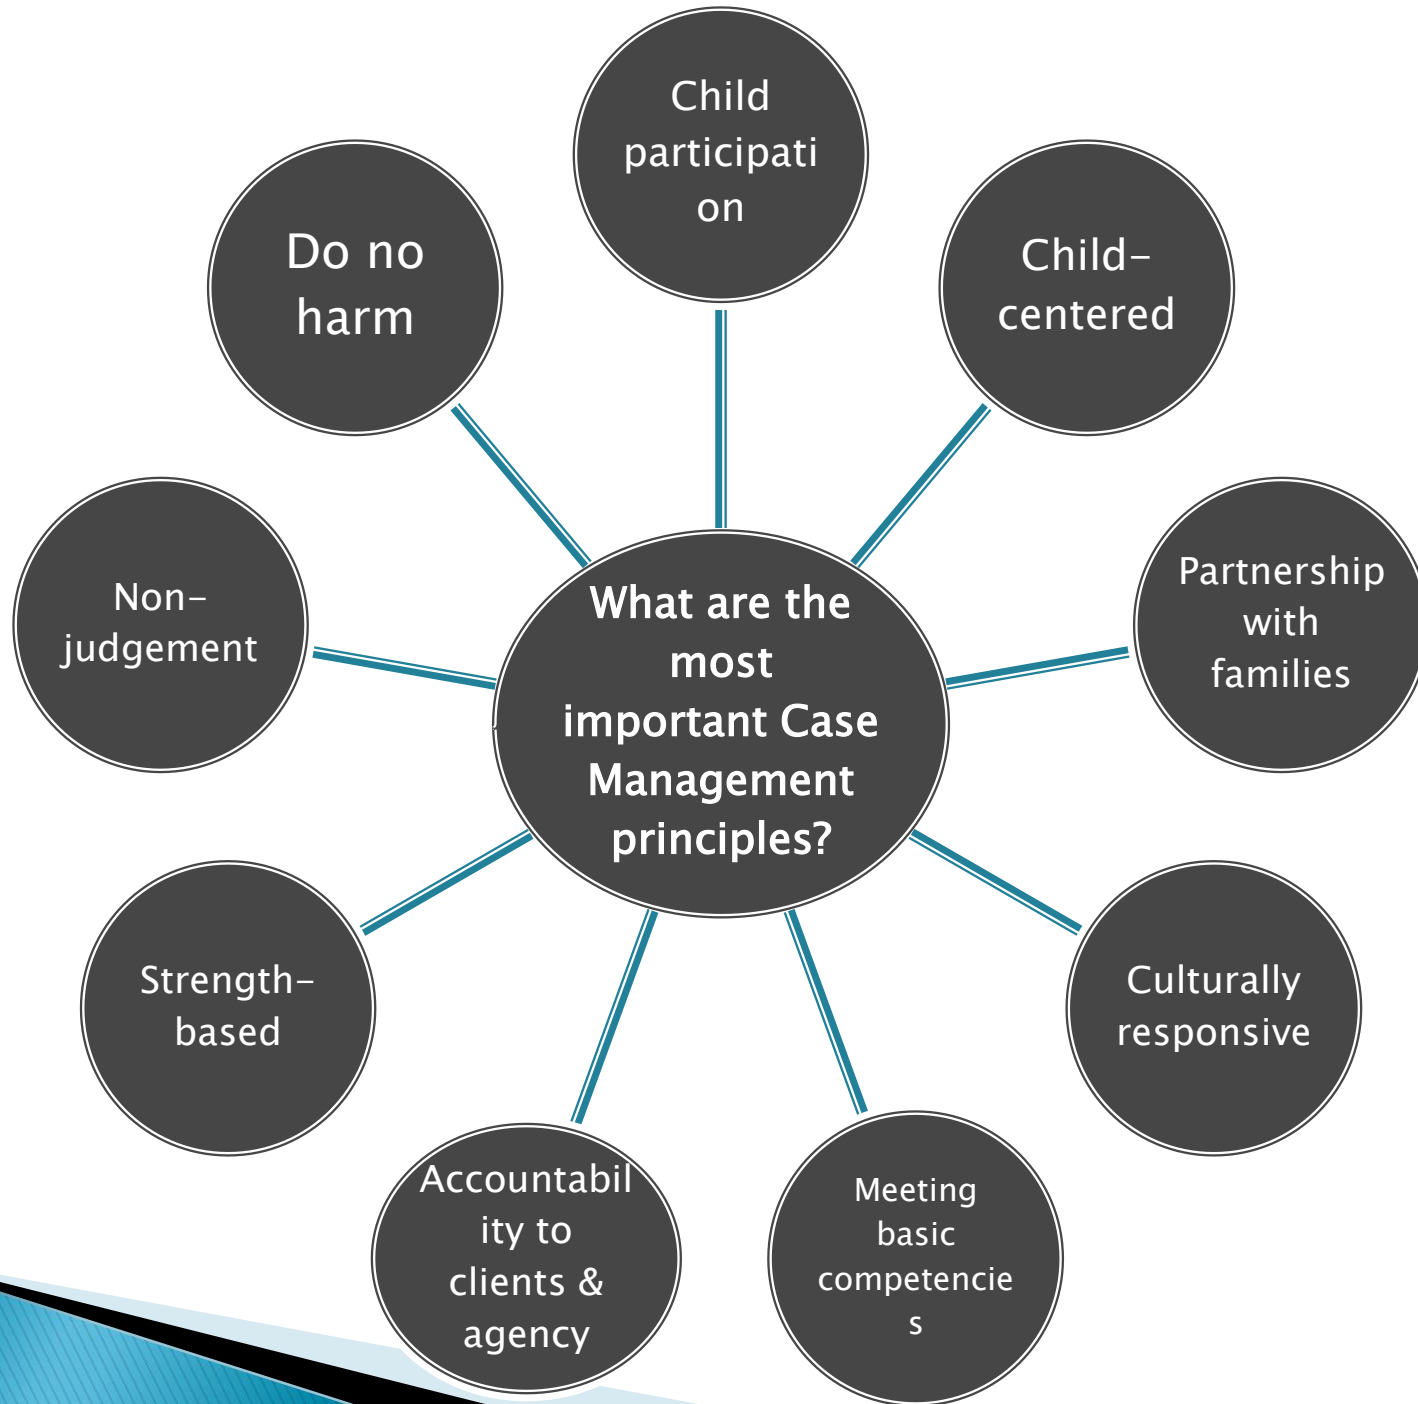 Child
participati
on
Child-
centered
Partnership
with
families
Culturally
responsive
Meeting
basic
competencie
s
Accountabil
ity to
clients &
agency
Strength-
based
Non-
judgement
Do no
harm
What are the
most
important Case
Management
principles?